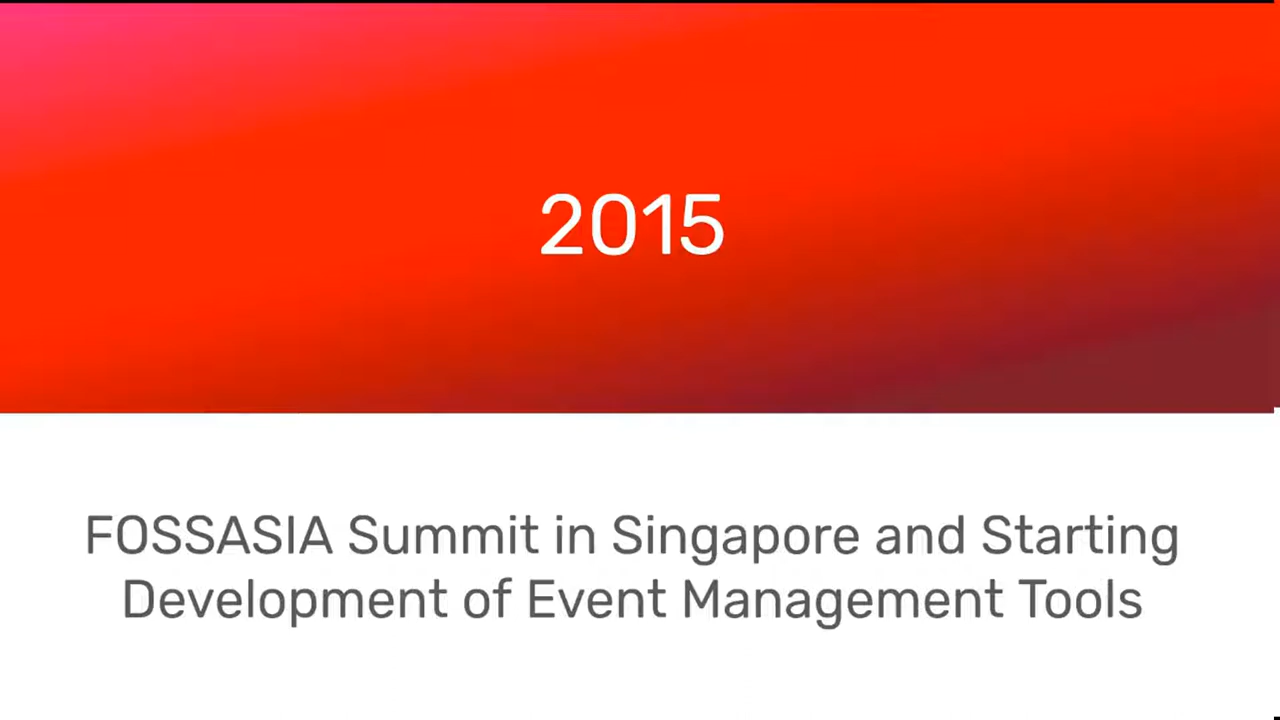 2015
FOSSASIA Summit in Singapore and Starting
Development of Event Management Tools